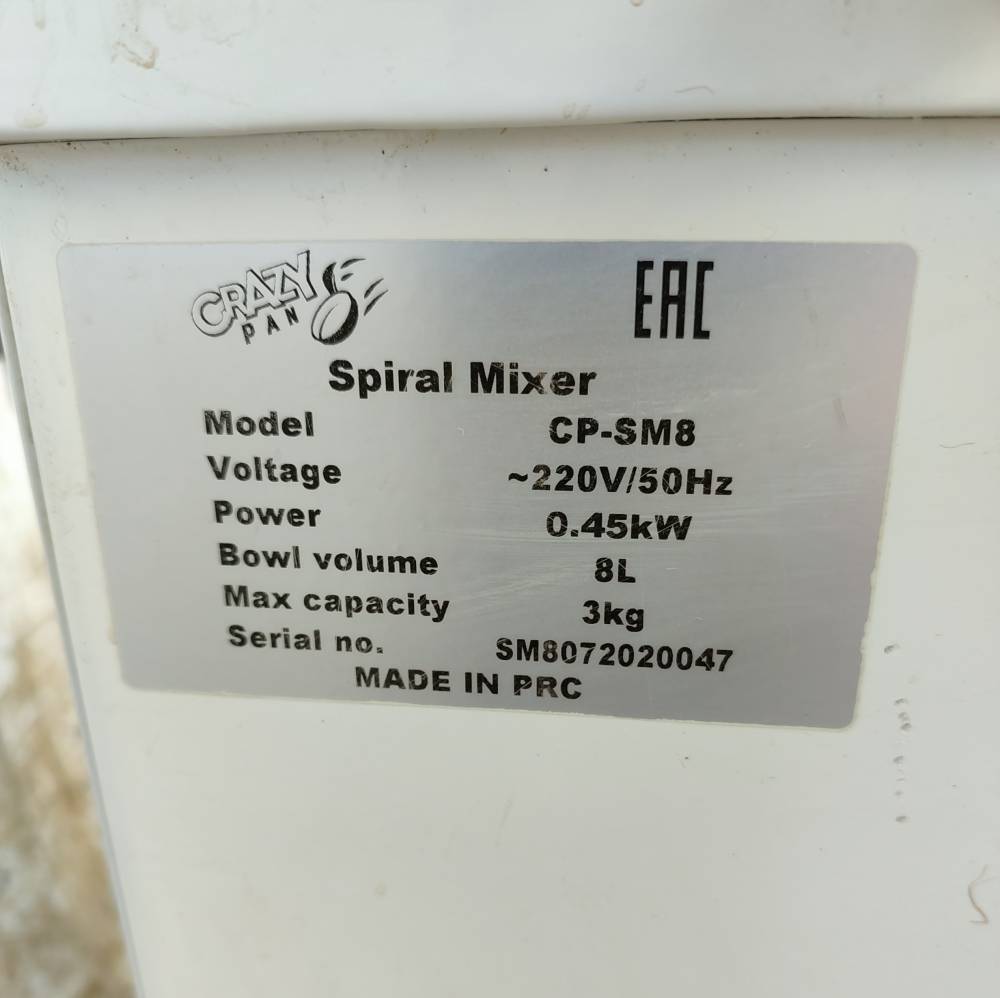 CRAZY
PAN
EAC
Spiral Mixer
Model CP-SM8
Voltage ~220V/50Hz
Power 0.45kW
Bowl volume 8L
Max capacity 3kg
Serial no. SM8072020047
MADE IN PRC